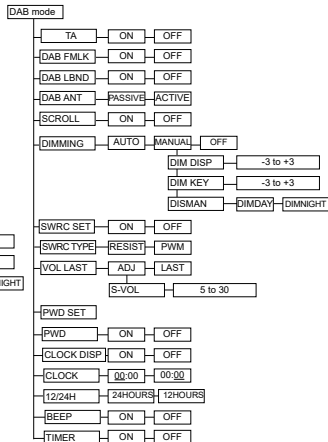 DAB mode
TA ON OFF
DAB FMLK ON OFF
DAB LBND ON OFF
DAB ANT PASSIVE ACTIVE
SCROLL ON OFF
DIMMING AUTO MANUAL OFF
DIM DISP -3 to +3
DIM KEY -3 to +3
DISMAN DIMDAY DIMNIGHT
SWRC SET ON OFF
SWRC TYPE RESIST PWM
VOL LAST ADJ LAST
IGHT
S-VOL 5 to 30
PWD SET
PWD ON OFF
CLOCK DISP ON OFF
CLOCK 00:00 00:00
12/24H 24HOURS 12HOURS
BEEP ON OFF
TIMER ON OFF